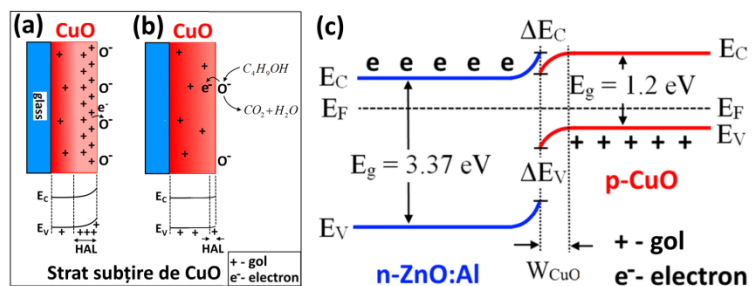 (a)
CuO
glass
+ + + + + + + + + + + + + +
O⁻
O⁻
e⁻
O⁻
O⁻
E_C
E_V
+ +++
HAL
(b)
CuO
+ + + + + +
C₄H₉OH
e⁻ O⁻
CO₂+H₂O
O⁻
E_C
E_V
+ + + +
HAL
Strat subțire de CuO
+ - gol
e⁻- electron
(c)
ΔE_C
e e e e e
E_C
E_C
E_g = 1.2 eV
E_F
E_F
E_V
E_g = 3.37 eV
+ + + + +
ΔE_V
p-CuO
E_V
+ - gol
n-ZnO:Al
W_CuO
e⁻- electron